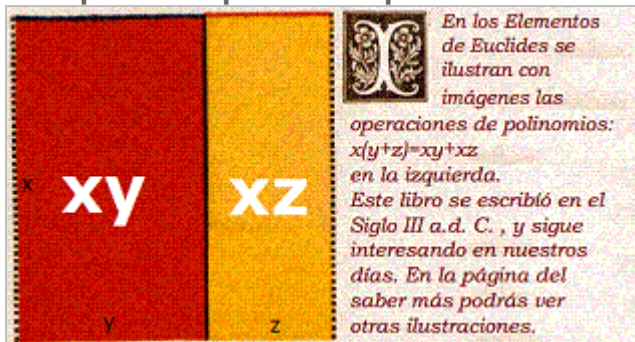 x
xy
xz
y
z
En los Elementos
de Euclides se
ilustran con
imágenes las
operaciones de polinomios:
x(y+z)=xy+xz
en la izquierda.
Este libro se escribió en el
Siglo III a.d. C. , y sigue
interesando en nuestros
días. En la página del
saber más podrás ver
otras ilustraciones.